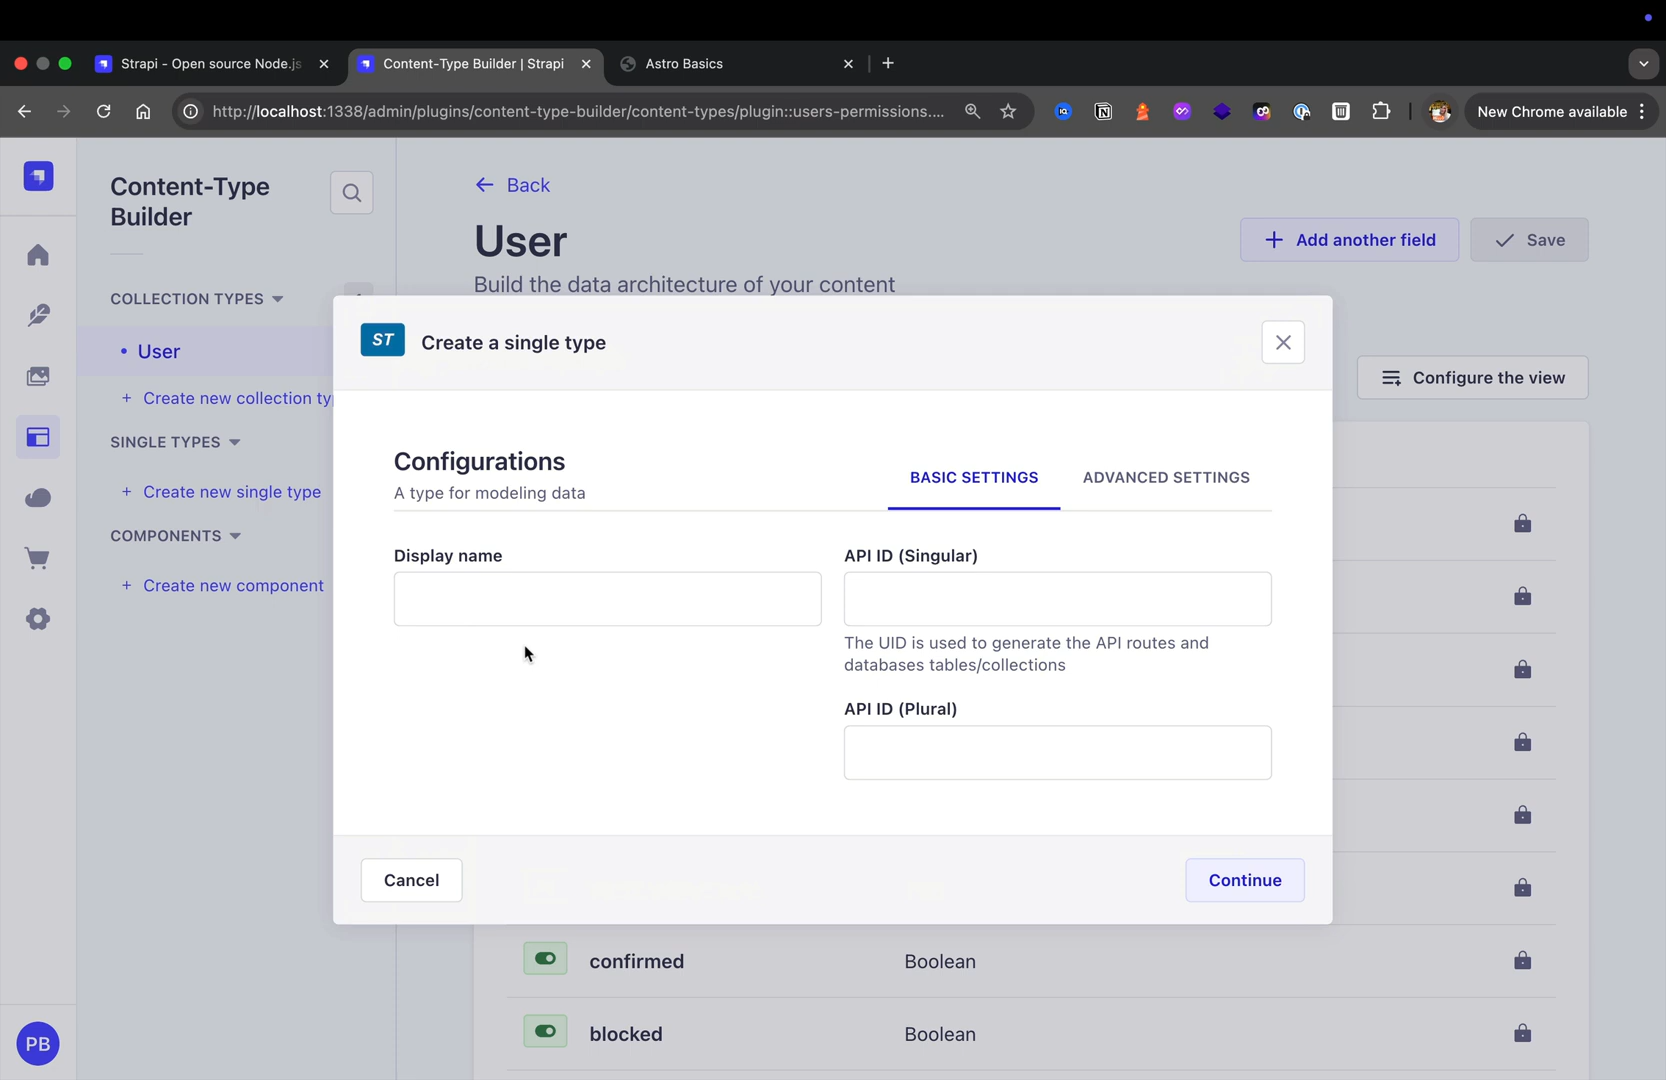 Strapi - Open source Node.js
Content-Type Builder | Strapi
Astro Basics
http://localhost:1338/admin/plugins/content-type-builder/content-types/plugin::users-permissions....
New Chrome available
Content-Type
Builder
COLLECTION TYPES
User
+ Create new collection ty
SINGLE TYPES
+ Create new single type
COMPONENTS
+ Create new component
PB
Back
User
Build the data architecture of your content
Add another field
Save
Configure the view
ST
Create a single type
Configurations
A type for modeling data
BASIC SETTINGS
ADVANCED SETTINGS
Display name
API ID (Singular)
The UID is used to generate the API routes and
databases tables/collections
API ID (Plural)
Cancel
Continue
confirmed
Boolean
blocked
Boolean